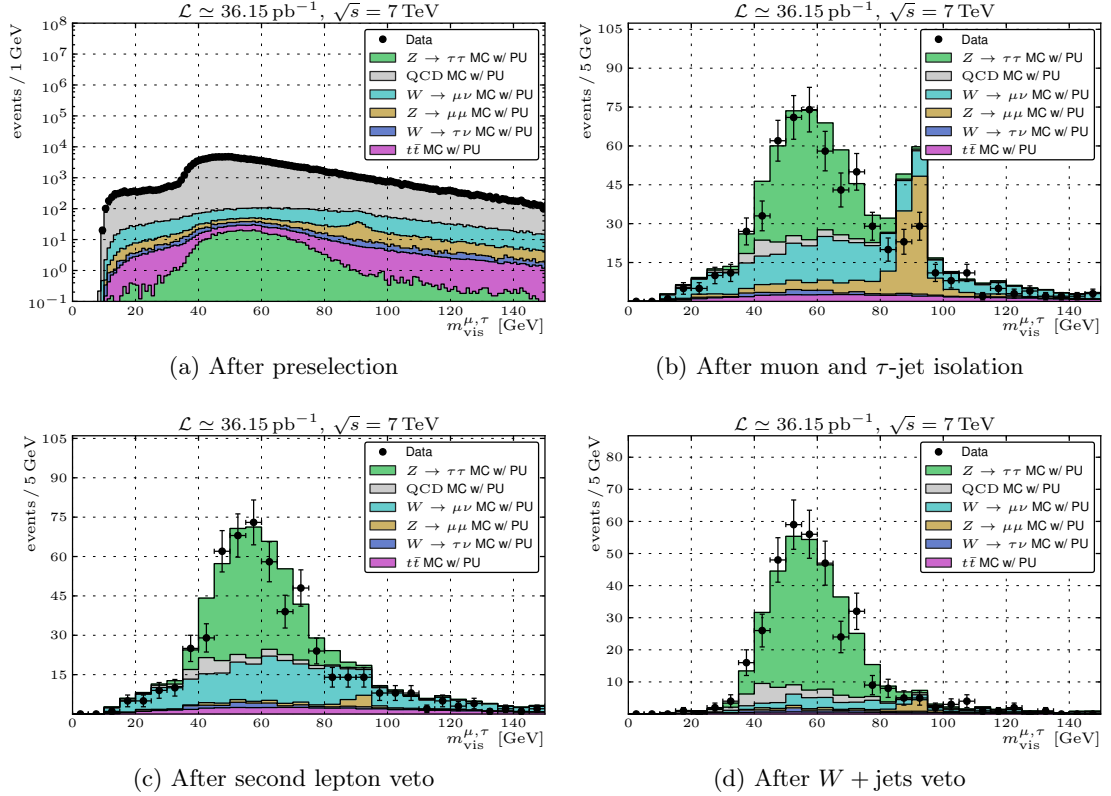 ℒ ≃ 36.15 pb⁻¹, √s = 7 TeV
events / 1 GeV
10⁸
10⁷
10⁶
10⁵
10⁴
10³
10²
10¹
10⁰
10⁻¹
Data
Z → ττ MC w/ PU
QCD MC w/ PU
W → μν MC w/ PU
Z → μμ MC w/ PU
W → τν MC w/ PU
tt̄ MC w/ PU
0 20 40 60 80 100 120 140
m_vis^μ,τ [GeV]
(a) After preselection
ℒ ≃ 36.15 pb⁻¹, √s = 7 TeV
events / 5 GeV
105
90
75
60
45
30
15
Data
Z → ττ MC w/ PU
QCD MC w/ PU
W → μν MC w/ PU
Z → μμ MC w/ PU
W → τν MC w/ PU
tt̄ MC w/ PU
0 20 40 60 80 100 120 140
m_vis^μ,τ [GeV]
(b) After muon and τ-jet isolation
ℒ ≃ 36.15 pb⁻¹, √s = 7 TeV
events / 5 GeV
105
90
75
60
45
30
15
Data
Z → ττ MC w/ PU
QCD MC w/ PU
W → μν MC w/ PU
Z → μμ MC w/ PU
W → τν MC w/ PU
tt̄ MC w/ PU
0 20 40 60 80 100 120 140
m_vis^μ,τ [GeV]
(c) After second lepton veto
ℒ ≃ 36.15 pb⁻¹, √s = 7 TeV
events / 5 GeV
80
70
60
50
40
30
20
10
Data
Z → ττ MC w/ PU
QCD MC w/ PU
W → μν MC w/ PU
Z → μμ MC w/ PU
W → τν MC w/ PU
tt̄ MC w/ PU
0 20 40 60 80 100 120 140
m_vis^μ,τ [GeV]
(d) After W + jets veto